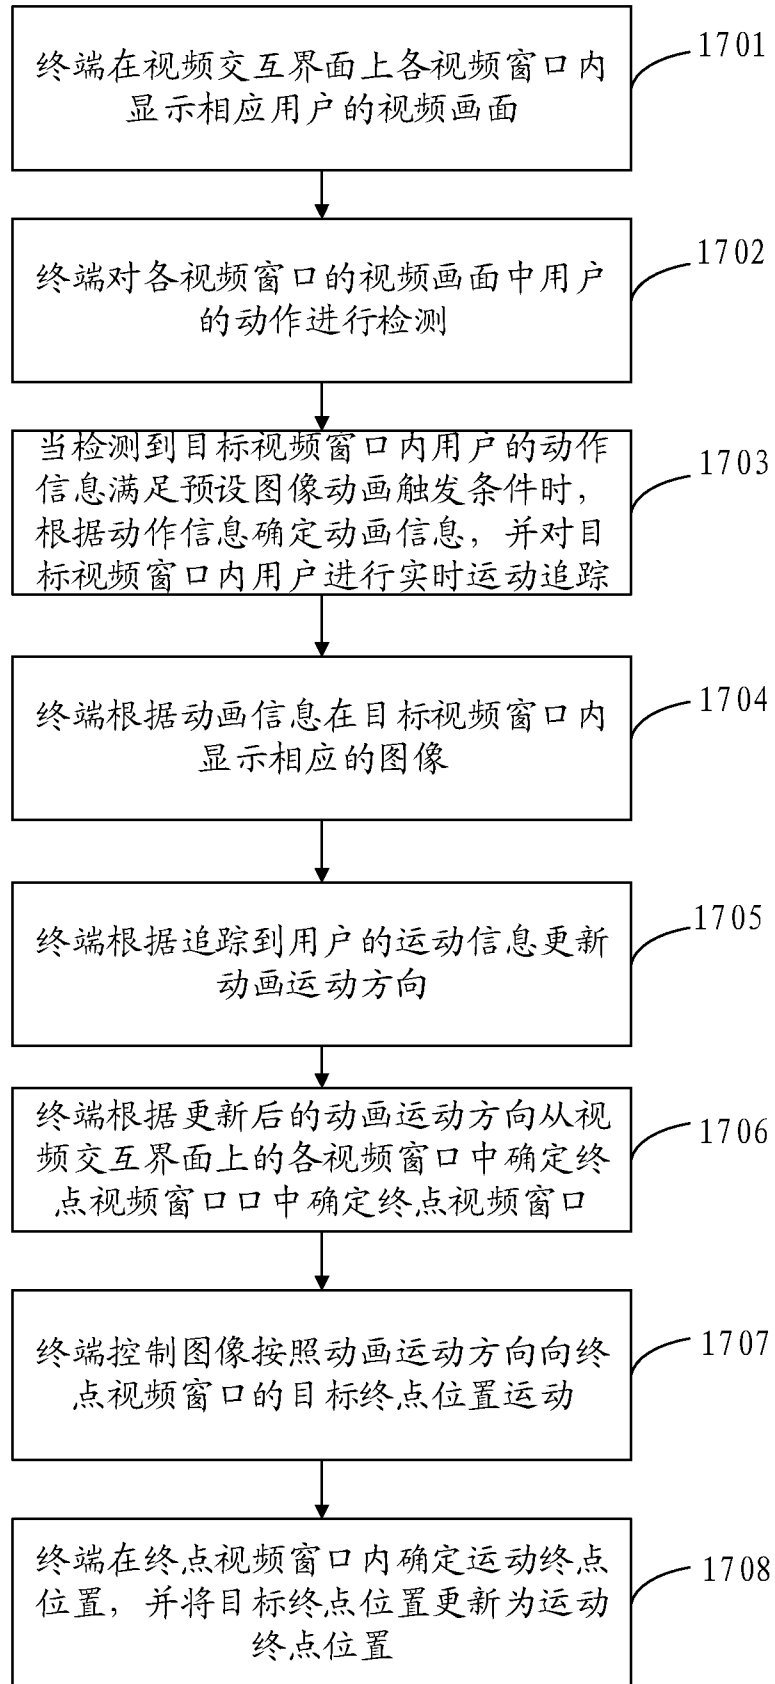 终端在视频交互界面上各视频窗口内
显示相应用户的视频画面
1701
终端对各视频窗口的视频画面中用户
的动作进行检测
1702
当检测到目标视频窗口内用户的动作
信息满足预设图像动画触发条件时，
根据动作信息确定动画信息，并对目
标视频窗口内用户进行实时运动追踪
1703
终端根据动画信息在目标视频窗口内
显示相应的图像
1704
终端根据追踪到用户的运动信息更新
动画运动方向
1705
终端根据更新后的动画运动方向从视
频交互界面上的各视频窗口中确定终
点视频窗口口中确定终点视频窗口
1706
终端控制图像按照动画运动方向向终
点视频窗口的目标终点位置运动
1707
终端在终点视频窗口内确定运动终点
位置，并将目标终点位置更新为运动
终点位置
1708